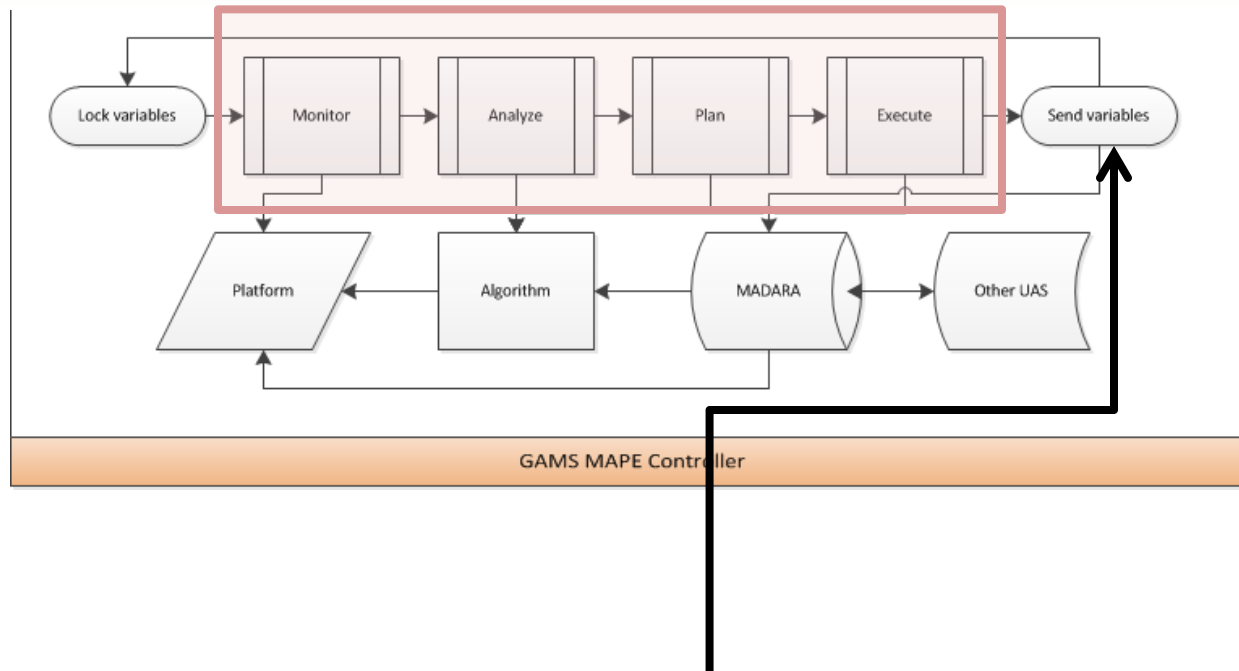 Lock variables
Monitor
Analyze
Plan
Execute
Send variables
Platform
Algorithm
MADARA
Other UAS
GAMS MAPE Controller